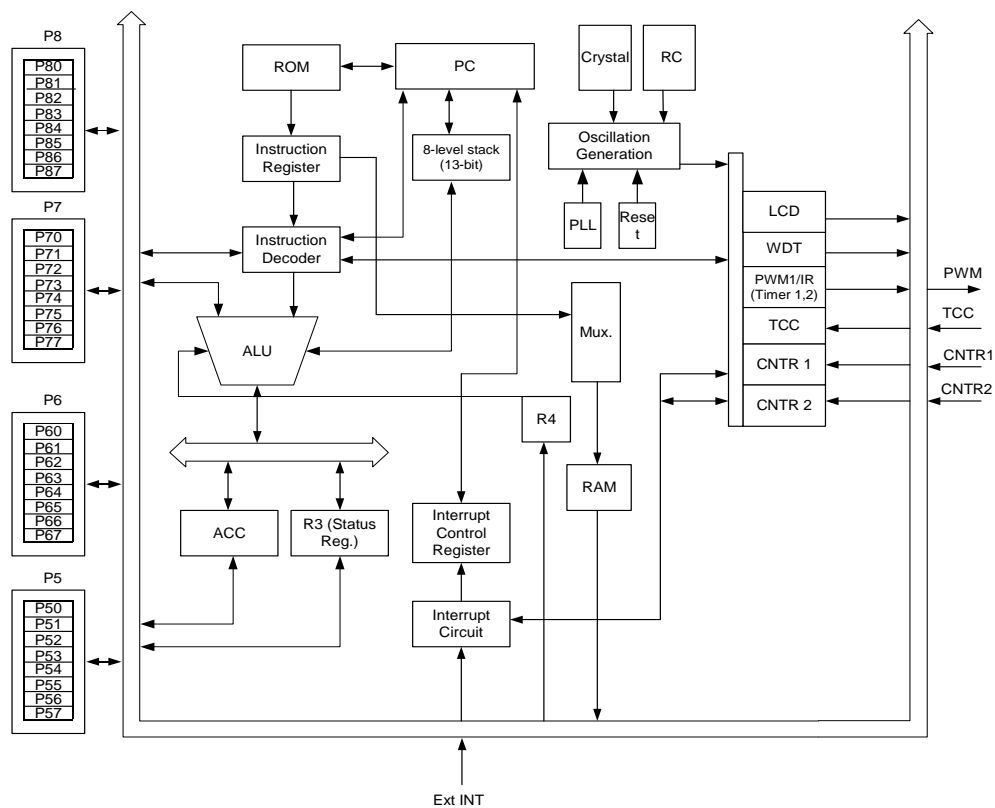 P8
P80
P81
P82
P83
P84
P85
P86
P87
P7
P70
P71
P72
P73
P74
P75
P76
P77
P6
P60
P61
P62
P63
P64
P65
P66
P67
P5
P50
P51
P52
P53
P54
P55
P56
P57
ROM
PC
Instruction
Register
8-level stack
(13-bit)
Instruction
Decoder
ALU
ACC
R3 (Status
Reg.)
Interrupt
Control
Register
Interrupt
Circuit
R4
Mux.
RAM
Crystal
RC
Oscillation
Generation
PLL
Rese
t
LCD
WDT
PWM1/IR
(Timer 1,2)
TCC
CNTR 1
CNTR 2
PWM
TCC
CNTR1
CNTR2
Ext INT